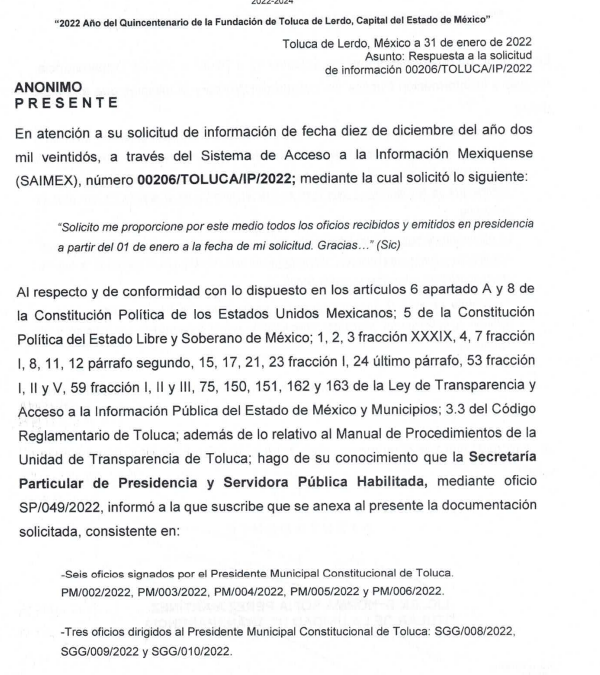 2022-2024
“2022 Año del Quincentenario de la Fundación de Toluca de Lerdo, Capital del Estado de México”
Toluca de Lerdo, México a 31 de enero de 2022
Asunto: Respuesta a la solicitud
de información 00206/TOLUCA/IP/2022
ANONIMO
P R E S E N T E
En atención a su solicitud de información de fecha diez de diciembre del año dos
mil veintidós, a través del Sistema de Acceso a la Información Mexiquense
(SAIMEX), número 00206/TOLUCA/IP/2022; mediante la cual solicitó lo siguiente:
“Solicito me proporcione por este medio todos los oficios recibidos y emitidos en presidencia
a partir del 01 de enero a la fecha de mi solicitud. Gracias…” (Sic)
Al respecto y de conformidad con lo dispuesto en los artículos 6 apartado A y 8 de
la Constitución Política de los Estados Unidos Mexicanos; 5 de la Constitución
Política del Estado Libre y Soberano de México; 1, 2, 3 fracción XXXIX, 4, 7 fracción
I, 8, 11, 12 párrafo segundo, 15, 17, 21, 23 fracción I, 24 último párrafo, 53 fracción
I, II y V, 59 fracción I, II y III, 75, 150, 151, 162 y 163 de la Ley de Transparencia y
Acceso a la Información Pública del Estado de México y Municipios; 3.3 del Código
Reglamentario de Toluca; además de lo relativo al Manual de Procedimientos de la
Unidad de Transparencia de Toluca; hago de su conocimiento que la Secretaría
Particular de Presidencia y Servidora Pública Habilitada, mediante oficio
SP/049/2022, informó a la que suscribe que se anexa al presente la documentación
solicitada, consistente en:
-Seis oficios signados por el Presidente Municipal Constitucional de Toluca.
PM/002/2022, PM/003/2022, PM/004/2022, PM/005/2022 y PM/006/2022.
-Tres oficios dirigidos al Presidente Municipal Constitucional de Toluca: SGG/008/2022,
SGG/009/2022 y SGG/010/2022.